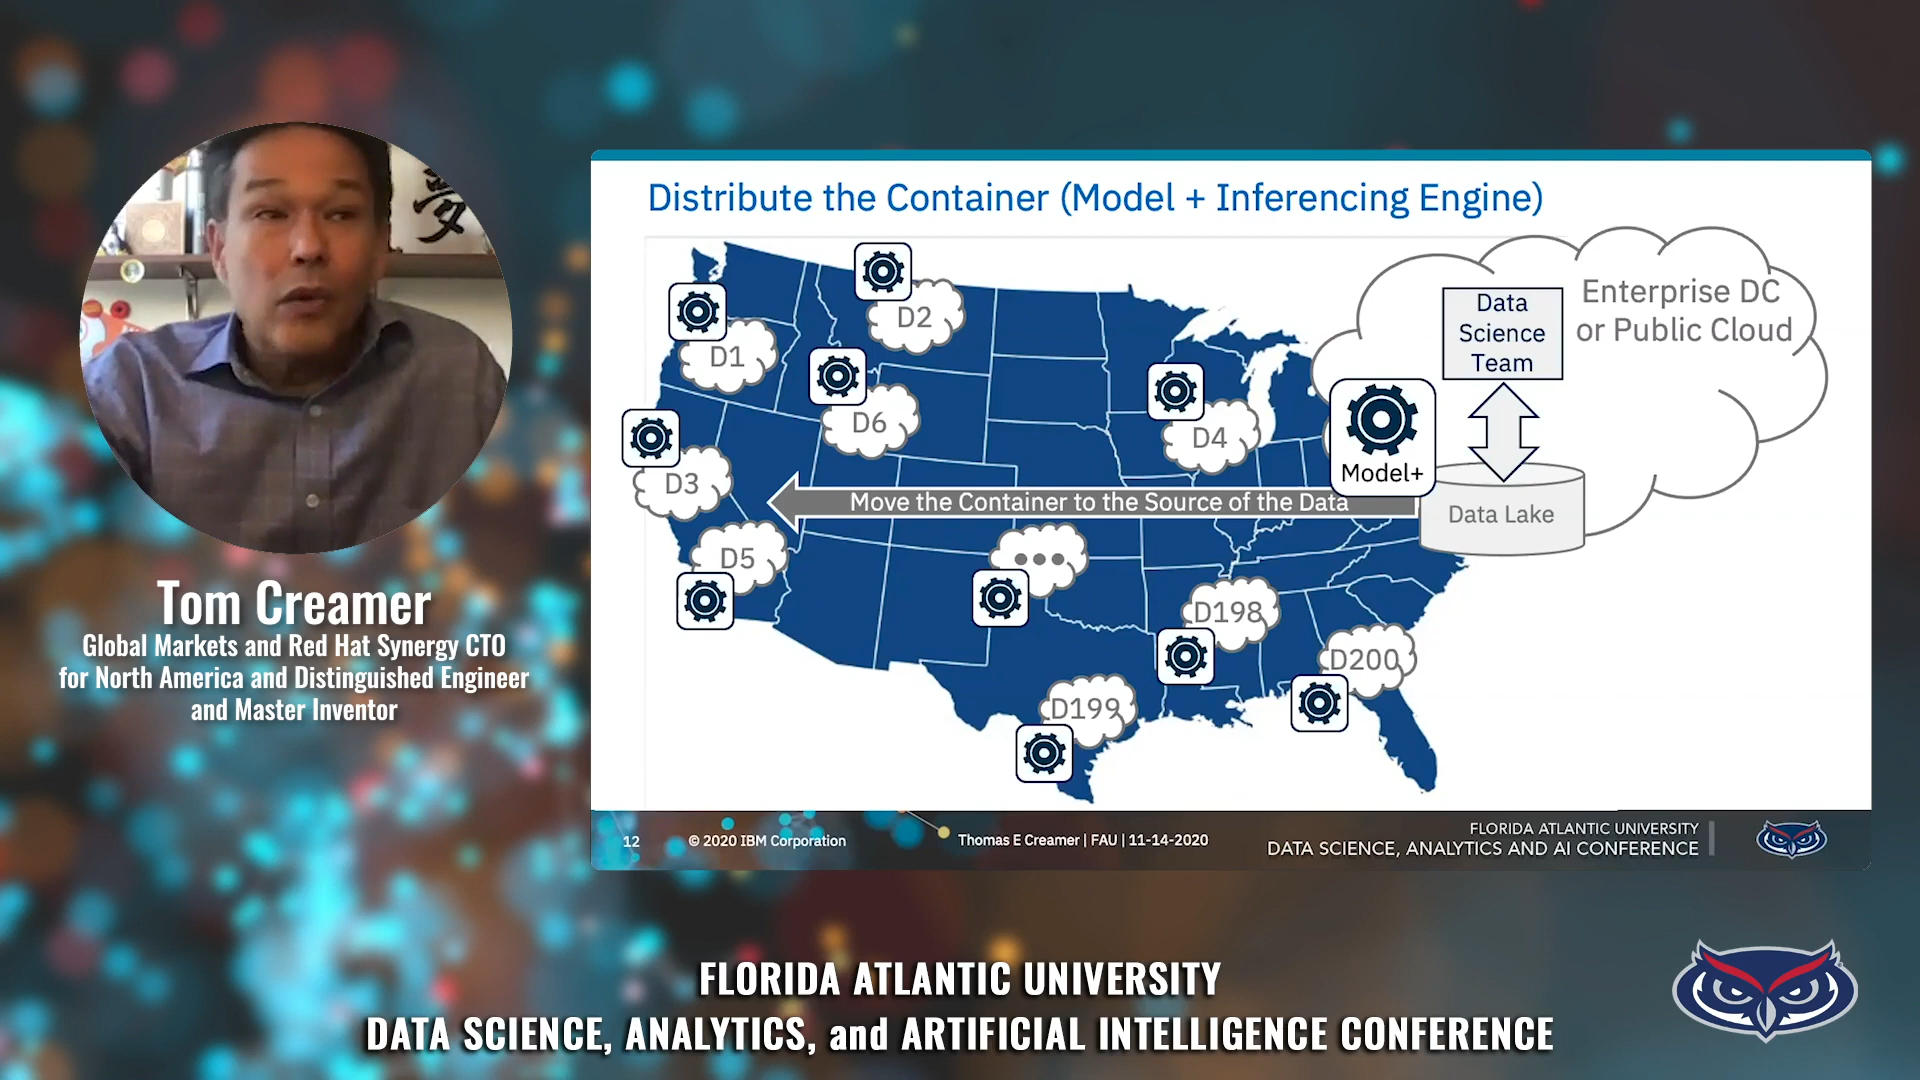 夢
Tom Creamer
Global Markets and Red Hat Synergy CTO
for North America and Distinguished Engineer
and Master Inventor
Distribute the Container (Model + Inferencing Engine)
Enterprise DC
or Public Cloud
Data
Science
Team
Model+
Data Lake
Move the Container to the Source of the Data
D1
D2
D6
D4
D3
D5
D198
D200
D199
12
© 2020 IBM Corporation
Thomas E Creamer | FAU | 11-14-2020
FLORIDA ATLANTIC UNIVERSITY
DATA SCIENCE, ANALYTICS AND AI CONFERENCE
FLORIDA ATLANTIC UNIVERSITY
DATA SCIENCE, ANALYTICS, and ARTIFICIAL INTELLIGENCE CONFERENCE